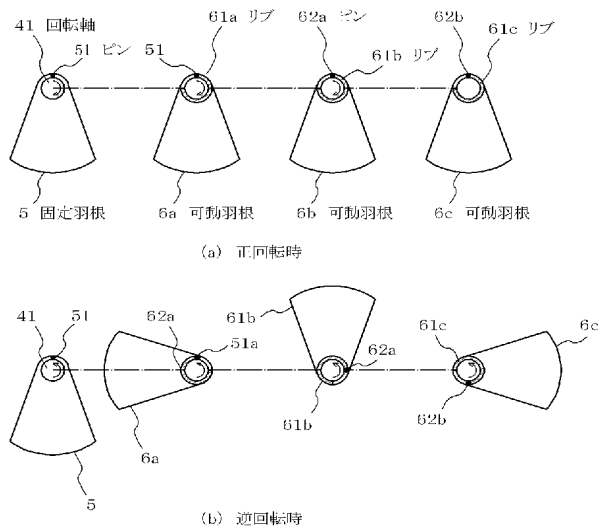 61a リブ 62a ピン 61c リブ
41 回転軸
51 ピン 51 62b
61b リブ
5 固定羽根 6a 可動羽根 6b 可動羽根 6c 可動羽根
(a) 正回転時
61b 6c
41 51 62a 51a 61c
62a
61b 62b
6a
5
(b) 逆回転時